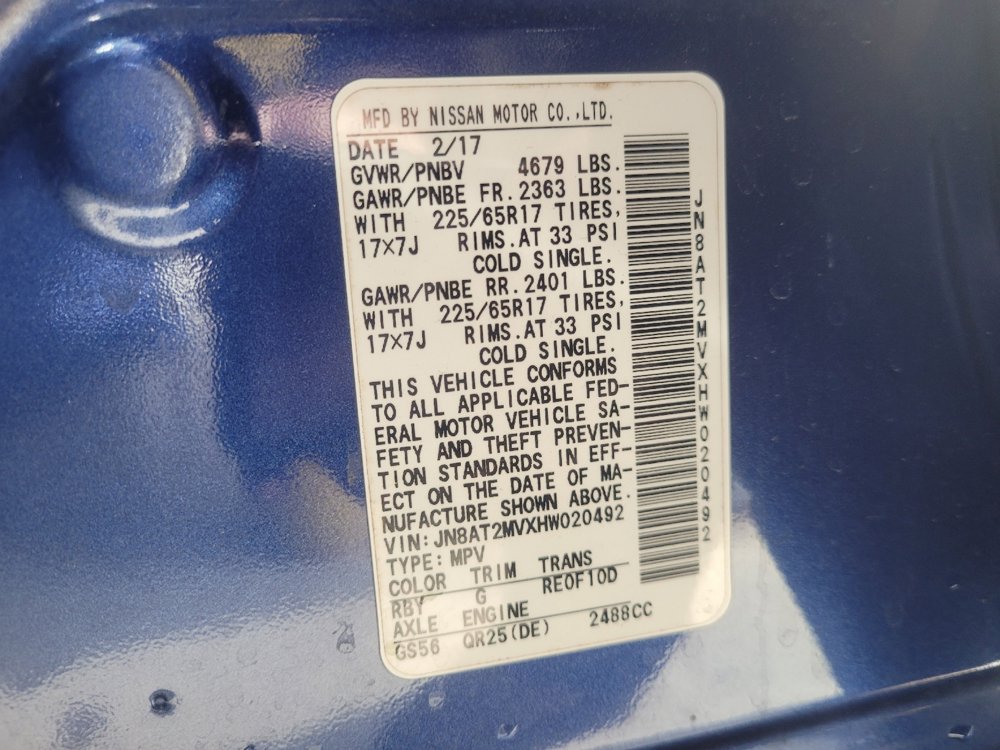 MFD BY NISSAN MOTOR CO.,LTD.
DATE 2/17
GVWR/PNBV 4679 LBS.
GAWR/PNBE FR.2363 LBS.
WITH 225/65R17 TIRES,
17×7J RIMS.AT 33 PSI
COLD SINGLE.
GAWR/PNBE RR.2401 LBS.
WITH 225/65R17 TIRES,
17×7J RIMS.AT 33 PSI
COLD SINGLE.
THIS VEHICLE CONFORMS
TO ALL APPLICABLE FED-
ERAL MOTOR VEHICLE SA-
FETY AND THEFT PREVEN-
TION STANDARDS IN EFF-
ECT ON THE DATE OF MA-
NUFACTURE SHOWN ABOVE.
VIN:JN8AT2MVXHW020492
TYPE:MPV
COLOR TRIM TRANS
RBY G RE0F10D
AXLE ENGINE
GS56 QR25(DE) 2488CC
JN8AT2MVXHW020492